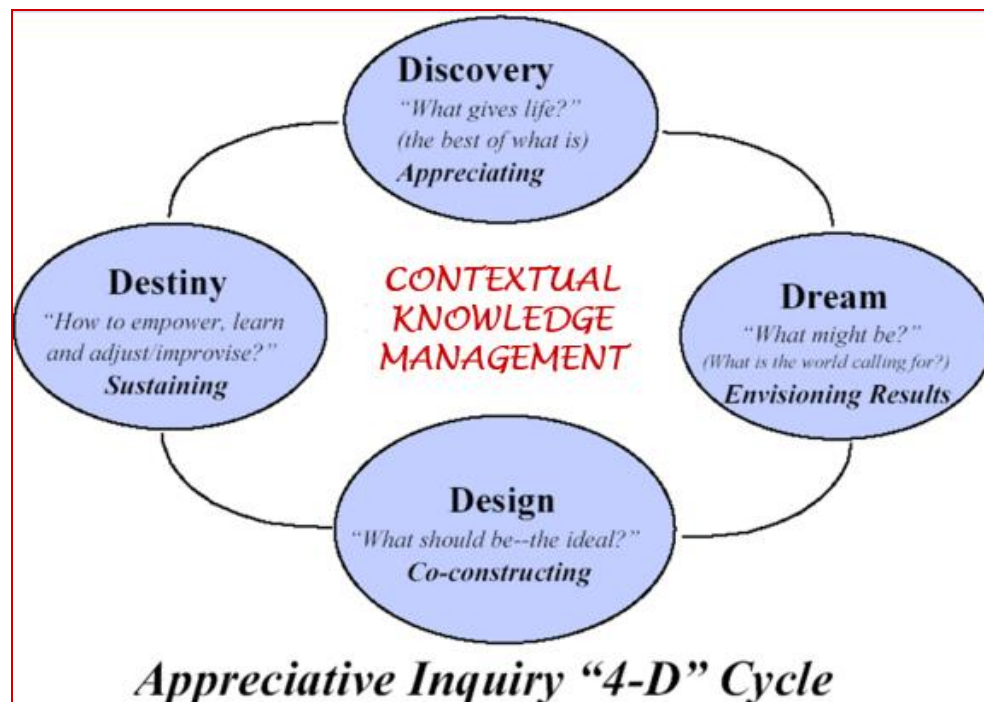 Discovery
“What gives life?”
(the best of what is)
Appreciating
Destiny
“How to empower, learn
and adjust/improvise?”
Sustaining
CONTEXTUAL
KNOWLEDGE
MANAGEMENT
Dream
“What might be?”
(What is the world calling for?)
Envisioning Results
Design
“What should be--the ideal?”
Co-constructing
Appreciative Inquiry “4-D” Cycle